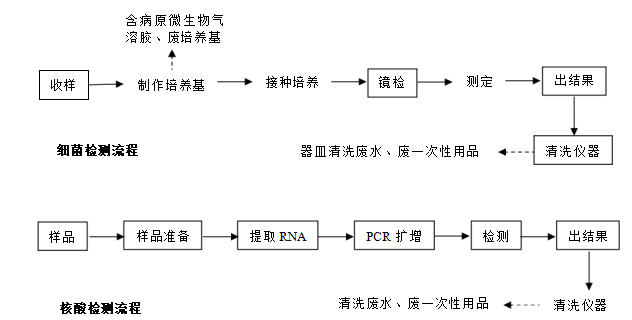 含病原微生物气
溶胶、废培养基
收样 制作培养基 接种培养 镜检 测定 出结果
细菌检测流程 器皿清洗废水、废一次性用品 清洗仪器
样品 样品准备 提取 RNA PCR 扩增 检测 出结果
核酸检测流程 清洗废水、废一次性用品 清洗仪器